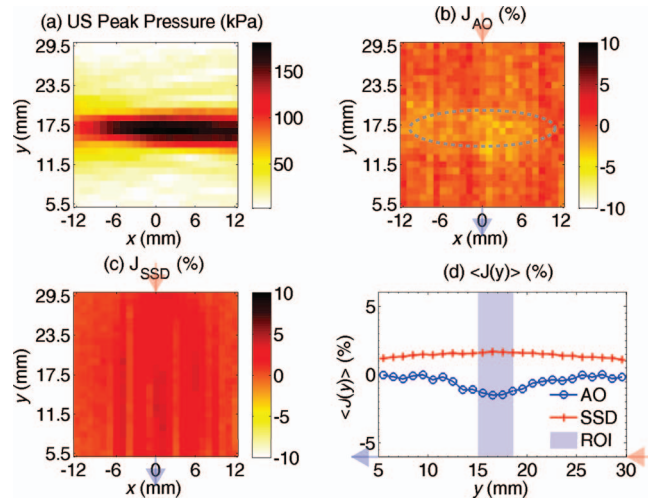 (a) US Peak Pressure (kPa)
29.5
23.5
17.5
11.5
5.5
y (mm)
-12 -6 0 6 12
x (mm)
150
100
50
(b) J_AO (%)
29.5
23.5
17.5
11.5
5.5
y (mm)
-12 -6 0 6 12
x (mm)
10
5
0
-5
-10
(c) J_SSD (%)
29.5
23.5
17.5
11.5
5.5
y (mm)
-12 -6 0 6 12
x (mm)
10
5
0
-5
-10
(d) <J(y)> (%)
5
0
-6
<J(y)> (%)
AO
SSD
ROI
5 10 15 20 25 30
y (mm)